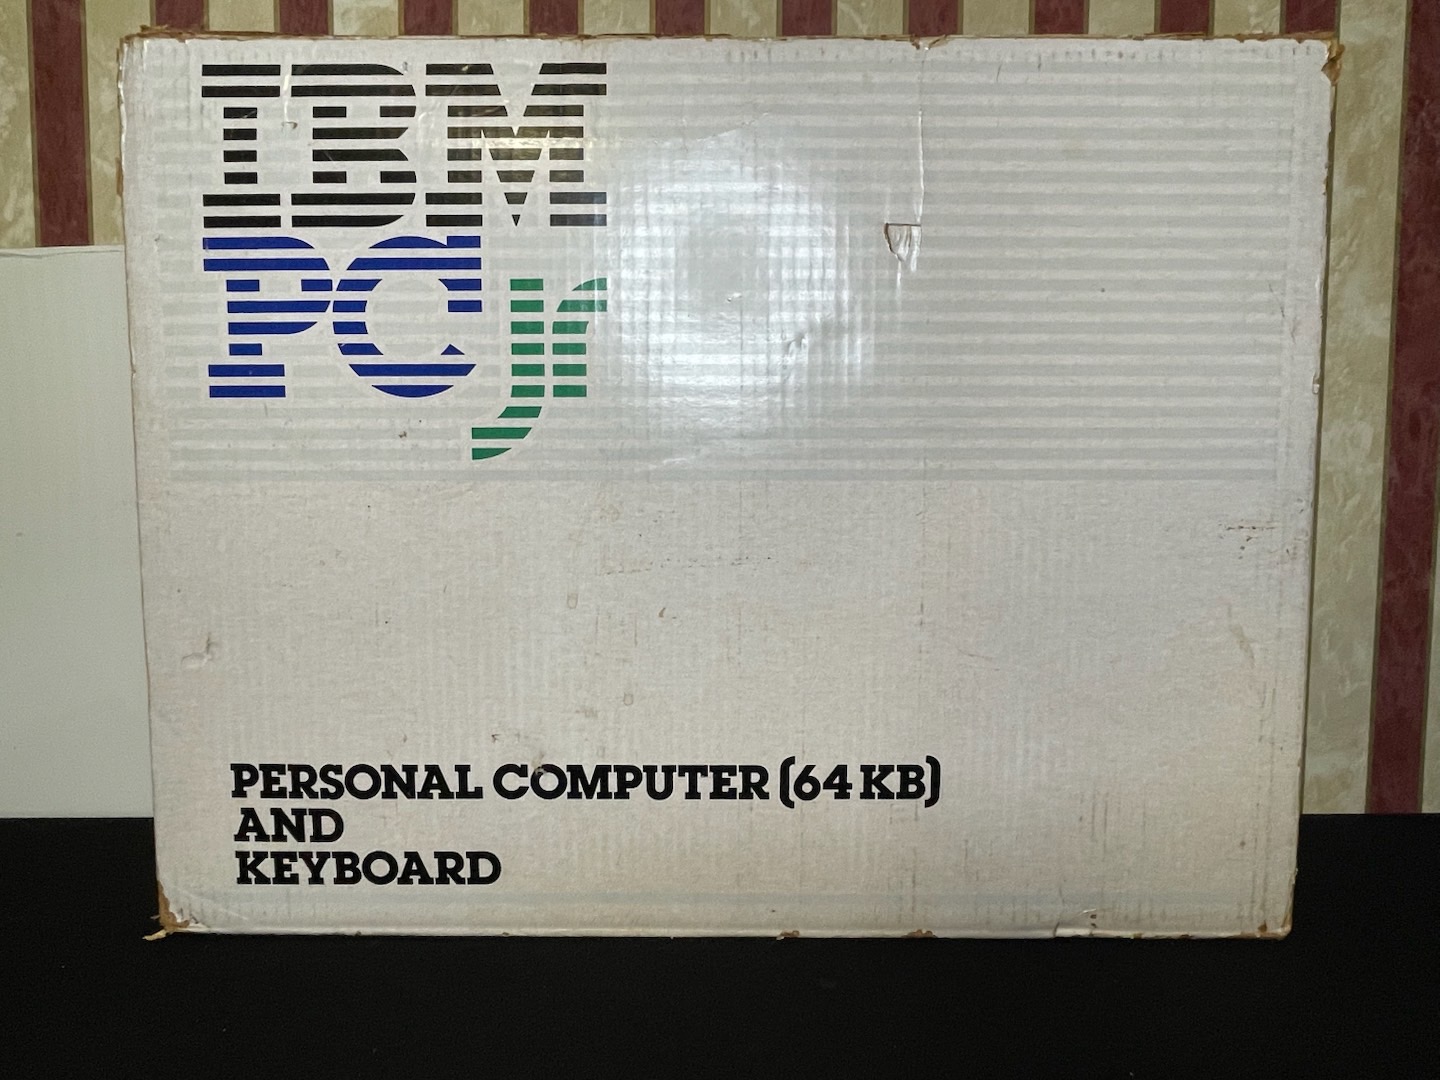 IBM
PCjr
PERSONAL COMPUTER (64 KB)
AND
KEYBOARD